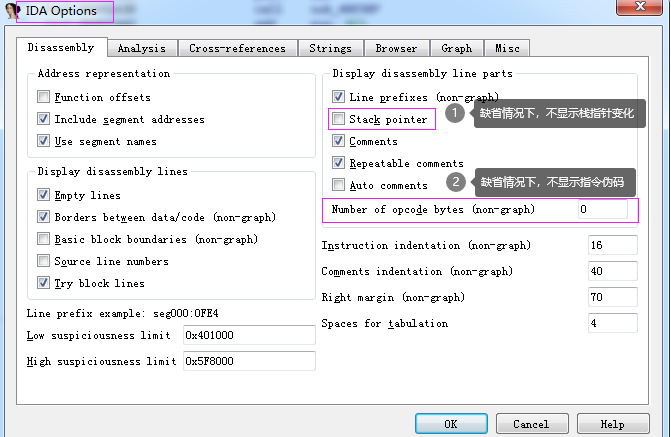 IDA Options
Disassembly
Analysis
Cross-references
Strings
Browser
Graph
Misc
Address representation
Function offsets
Include segment addresses
Use segment names
Display disassembly lines
Empty lines
Borders between data/code (non-graph)
Basic block boundaries (non-graph)
Source line numbers
Try block lines
Line prefix example: seg000:0FE4
Low suspiciousness limit 0x401000
High suspiciousness limit 0x5F8000
Display disassembly line parts
Line prefixes (non-graph)
Stack pointer
1 缺省情况下，不显示栈指针变化
Comments
Repeatable comments
Auto comments
2 缺省情况下，不显示指令伪码
Number of opcode bytes (non-graph) 0
Instruction indentation (non-graph) 16
Comments indentation (non-graph) 40
Right margin (non-graph) 70
Spaces for tabulation 4
OK
Cancel
Help